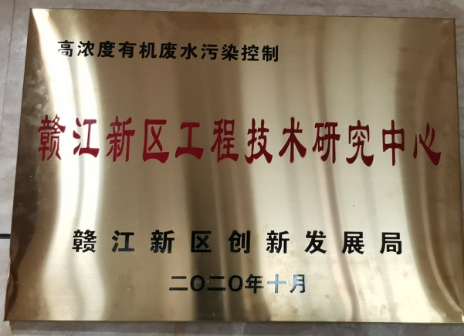 高浓度有机废水污染控制
赣江新区工程技术研究中心
赣江新区创新发展局
二〇二〇年十月